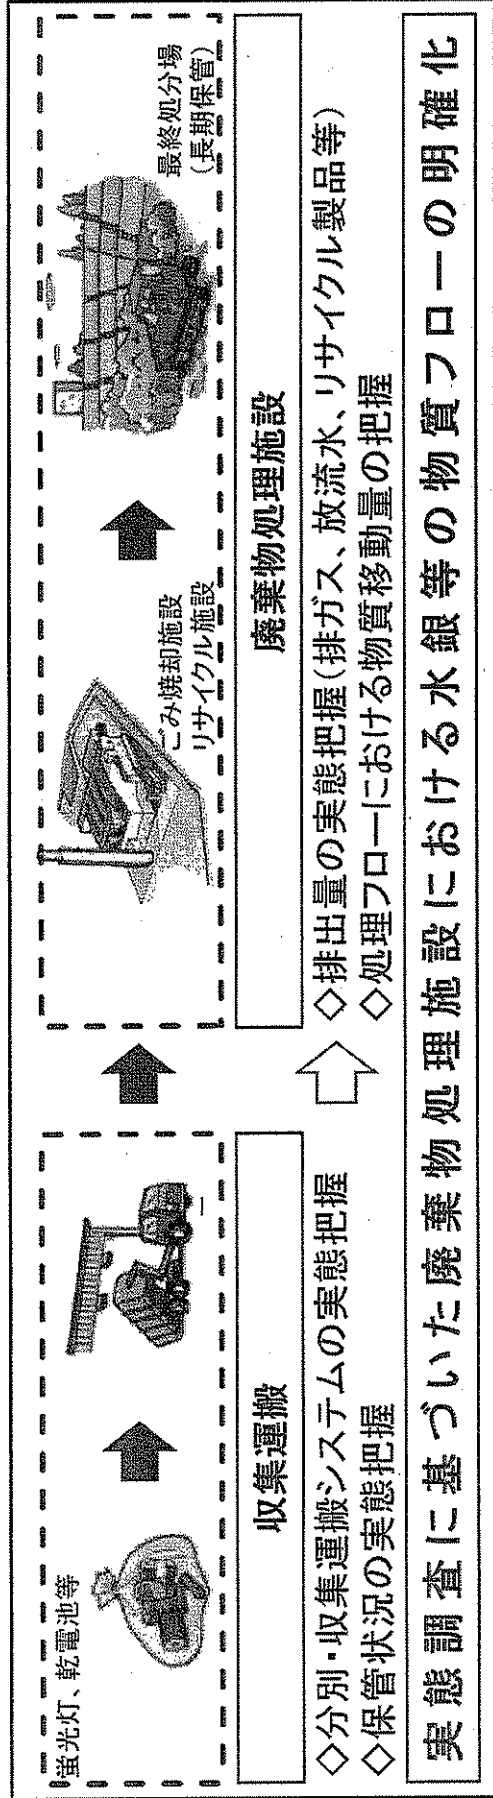 蛍光灯、乾電池等
収集運搬
◇分別・収集運搬システムの実態把握
◇保管状況の実態把握
ごみ焼却施設
リサイクル施設
最終処分場
(長期保管)
廃棄物処理施設
◇排出量の実態把握(排ガス、放流水、リサイクル製品等)
◇処理フローにおける物質移動量の把握
実態調査に基づいた廃棄物処理施設における水銀等の物質フローの明確化